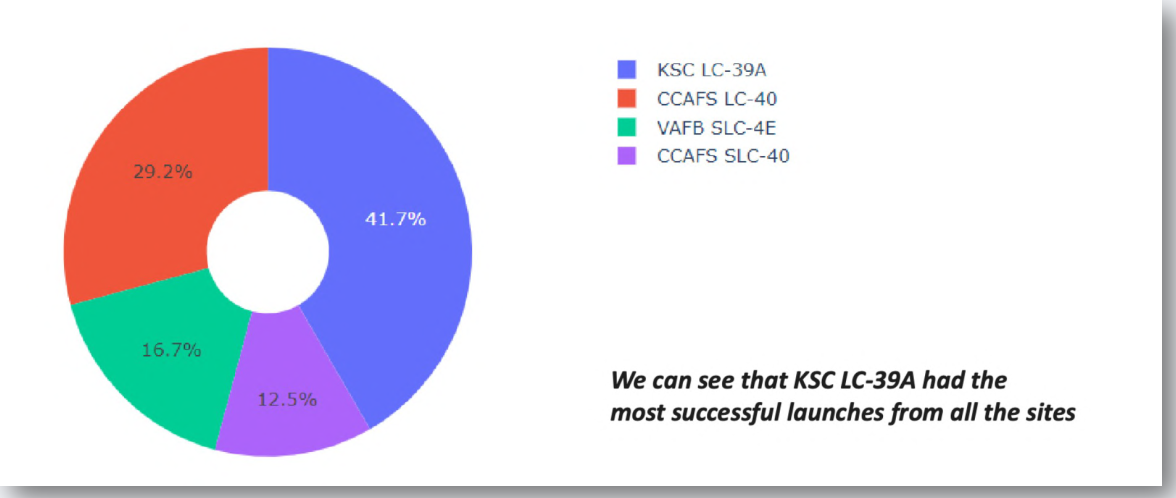 KSC LC-39A
CCAFS LC-40
VAFB SLC-4E
CCAFS SLC-40
29.2%
41.7%
16.7%
12.5%
We can see that KSC LC-39A had the
most successful launches from all the sites